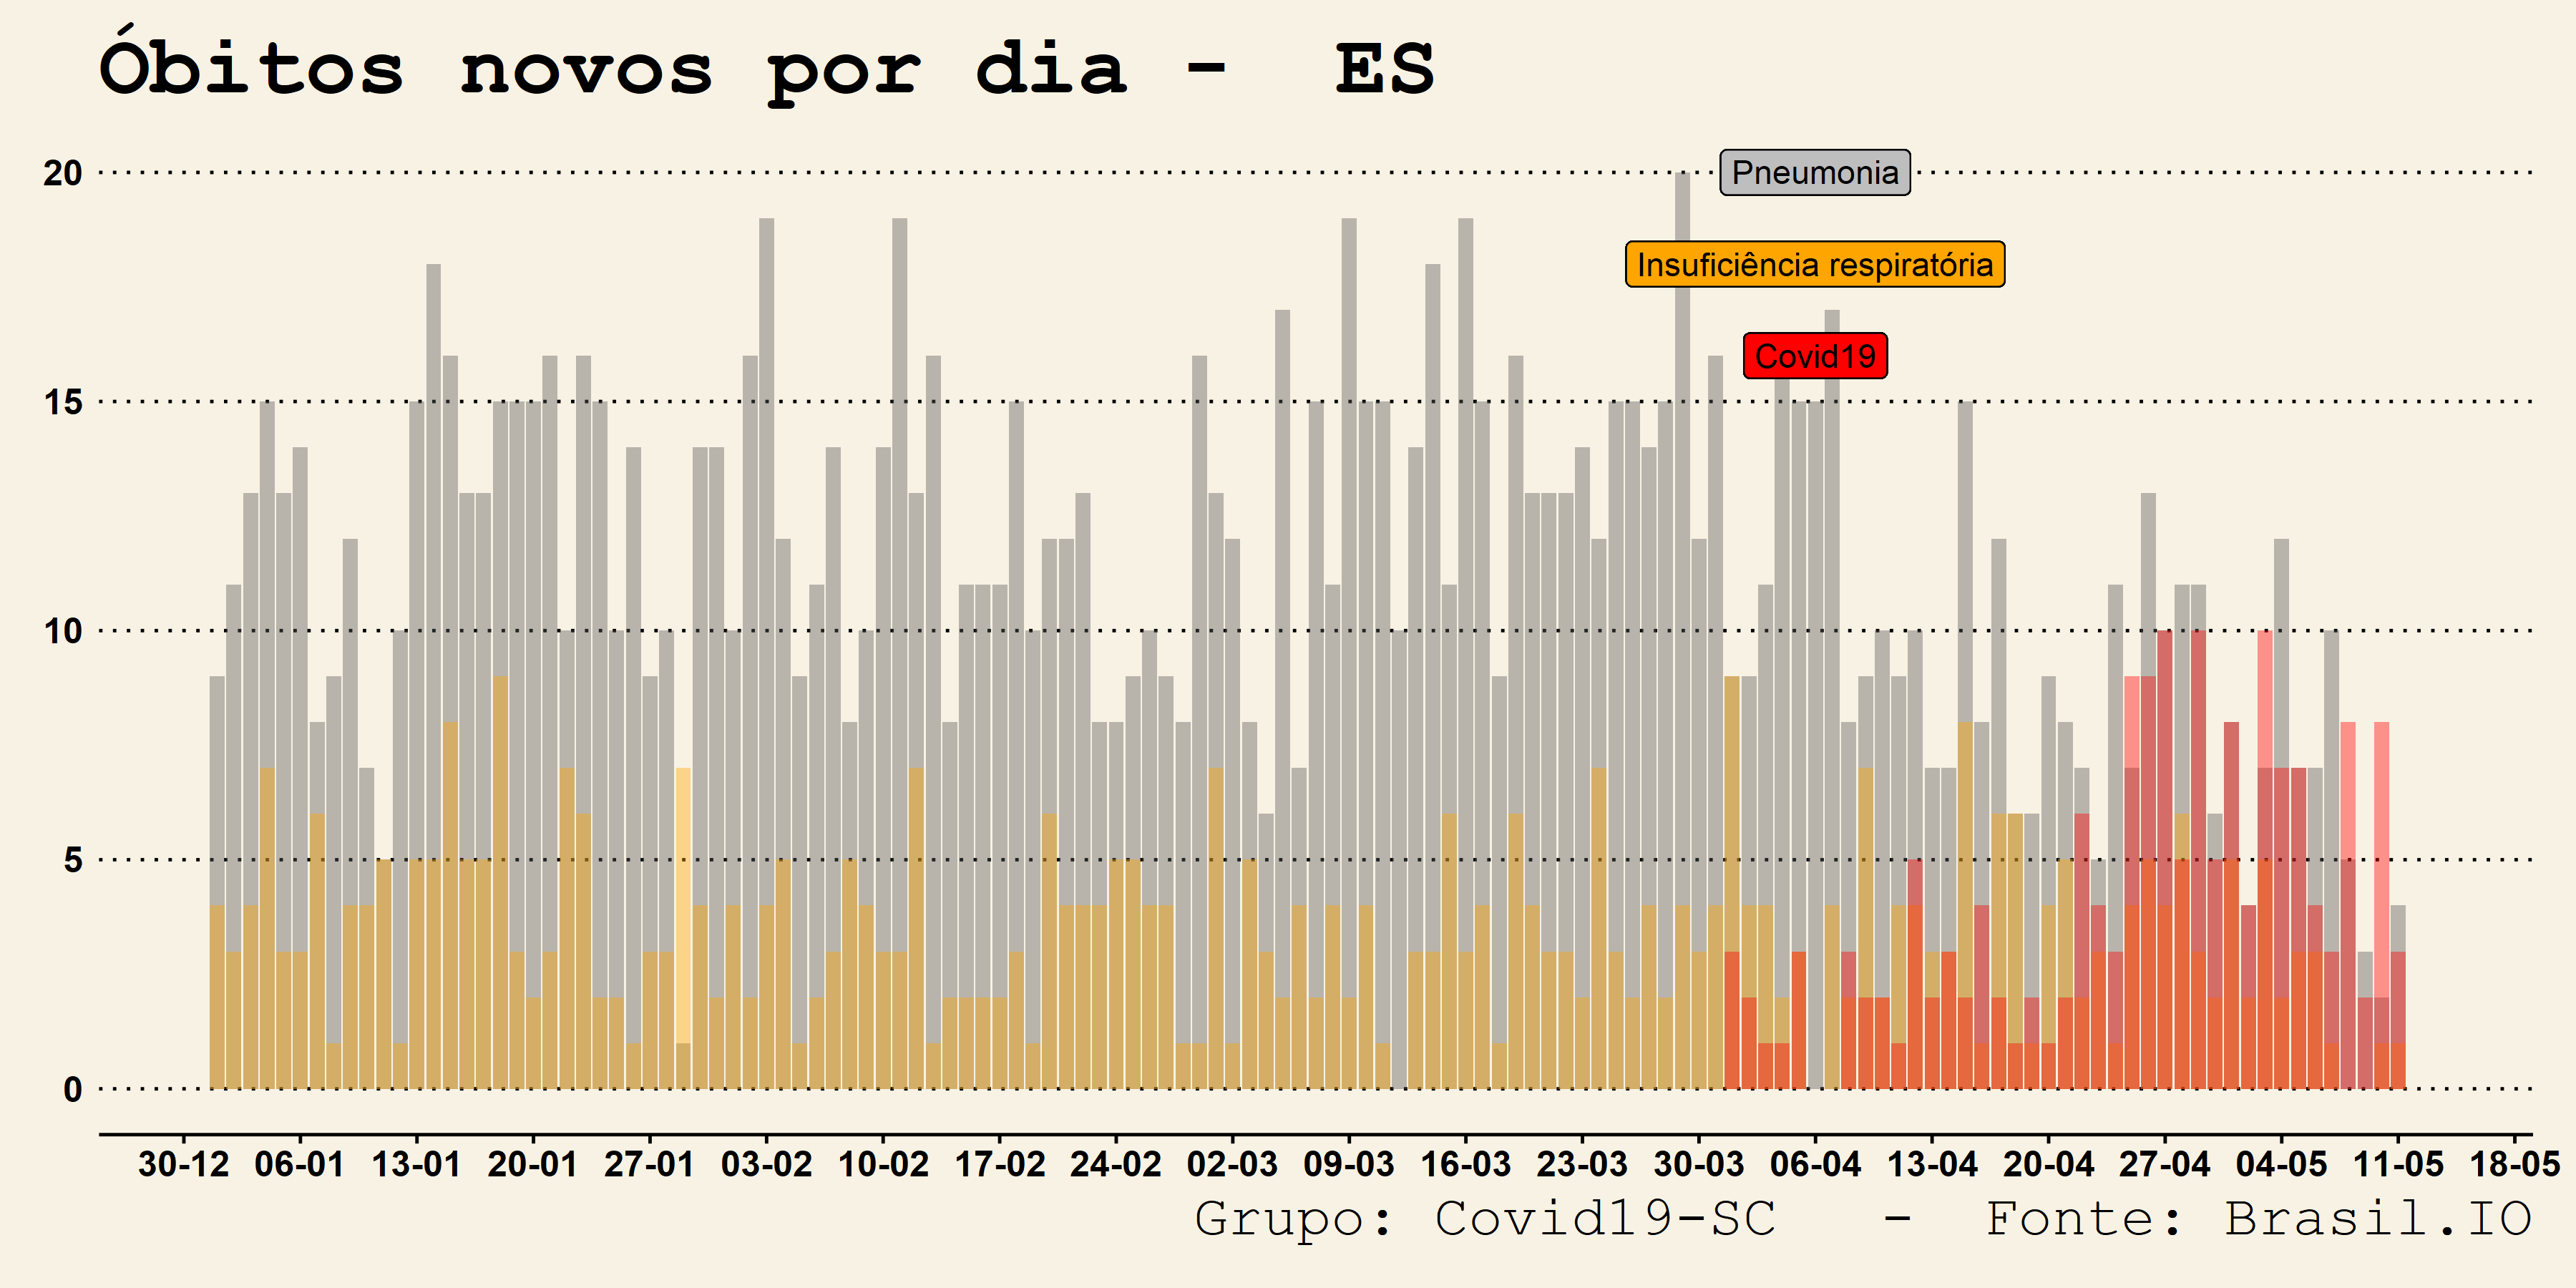 Óbitos novos por dia - ES
20
Pneumonia
Insuficiência respiratória
Covid19
15
10
5
0
30-12 06-01 13-01 20-01 27-01 03-02 10-02 17-02 24-02 02-03 09-03 16-03 23-03 30-03 06-04 13-04 20-04 27-04 04-05 11-05 18-05
Grupo: Covid19-SC - Fonte: Brasil.IO